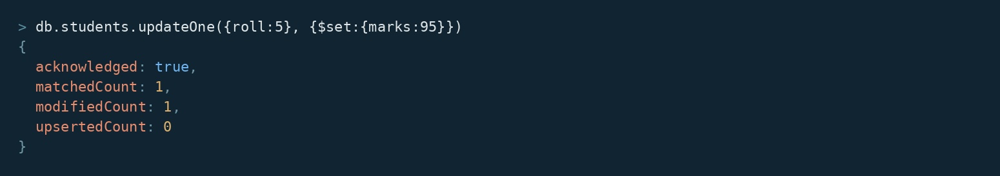 > db.students.updateOne({roll:5}, {$set:{marks:95}})
{
  acknowledged: true,
  matchedCount: 1,
  modifiedCount: 1,
  upsertedCount: 0
}